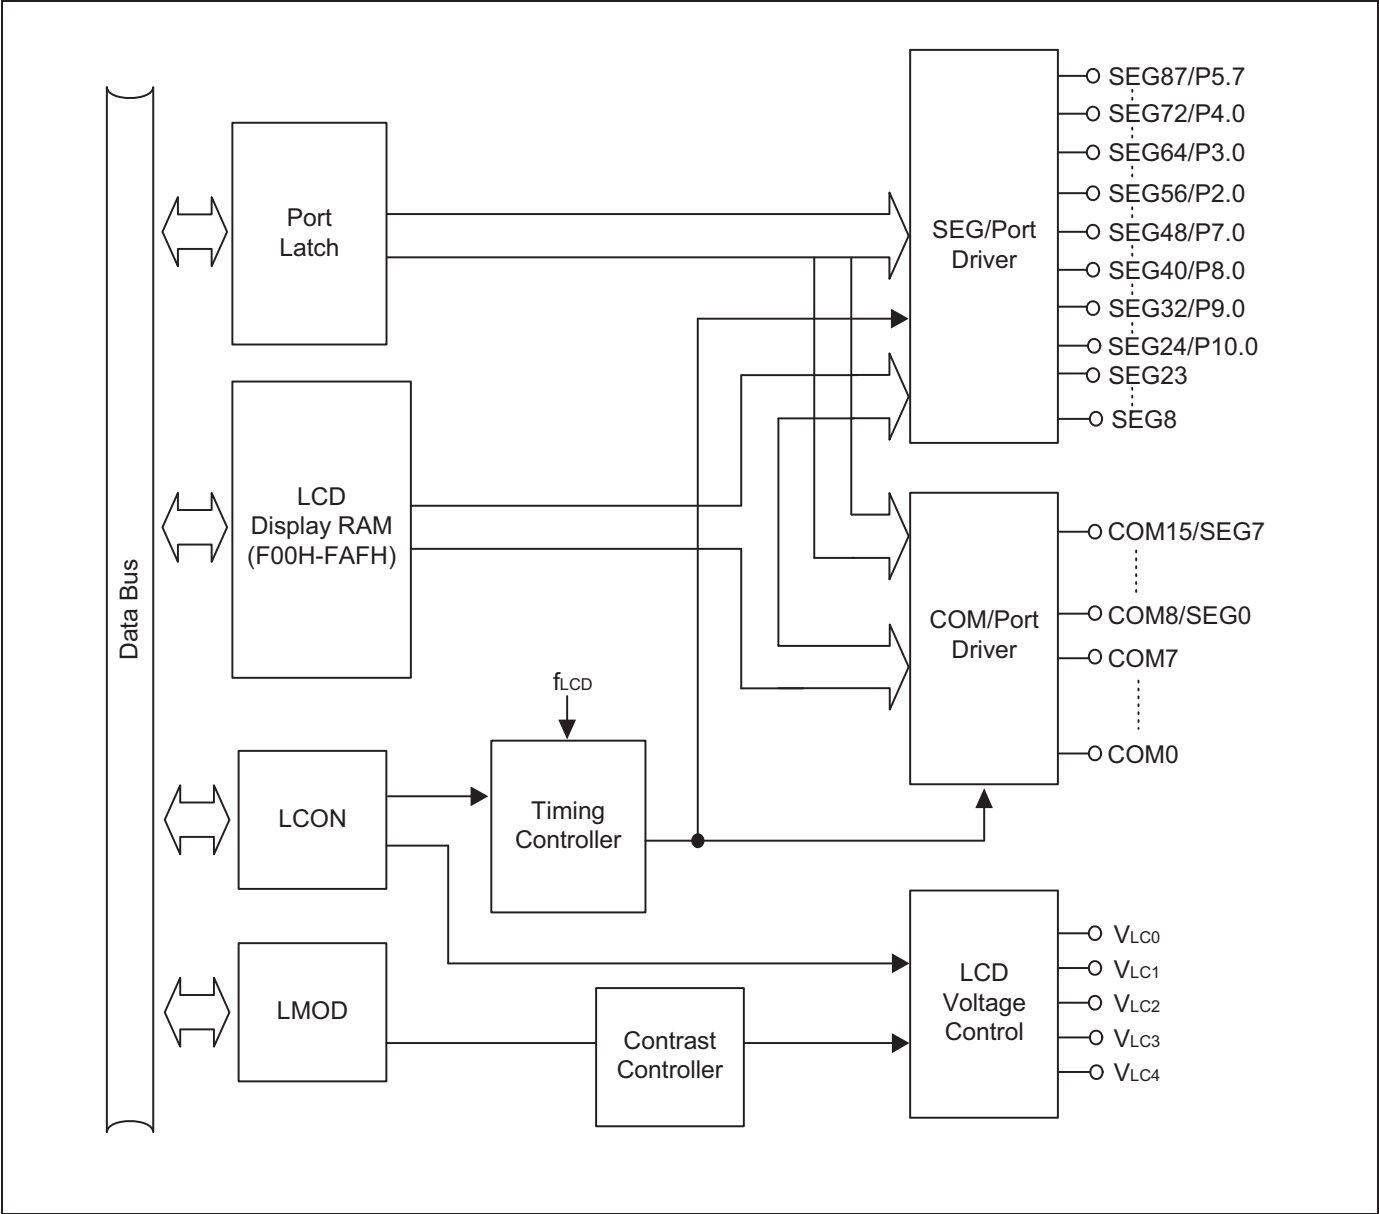 Data Bus
Port
Latch
LCD
Display RAM
(F00H-FAFH)
LCON
LMOD
fLCD
Timing
Controller
Contrast
Controller
SEG/Port
Driver
SEG87/P5.7
SEG72/P4.0
SEG64/P3.0
SEG56/P2.0
SEG48/P7.0
SEG40/P8.0
SEG32/P9.0
SEG24/P10.0
SEG23
SEG8
COM/Port
Driver
COM15/SEG7
COM8/SEG0
COM7
COM0
LCD
Voltage
Control
VLC0
VLC1
VLC2
VLC3
VLC4